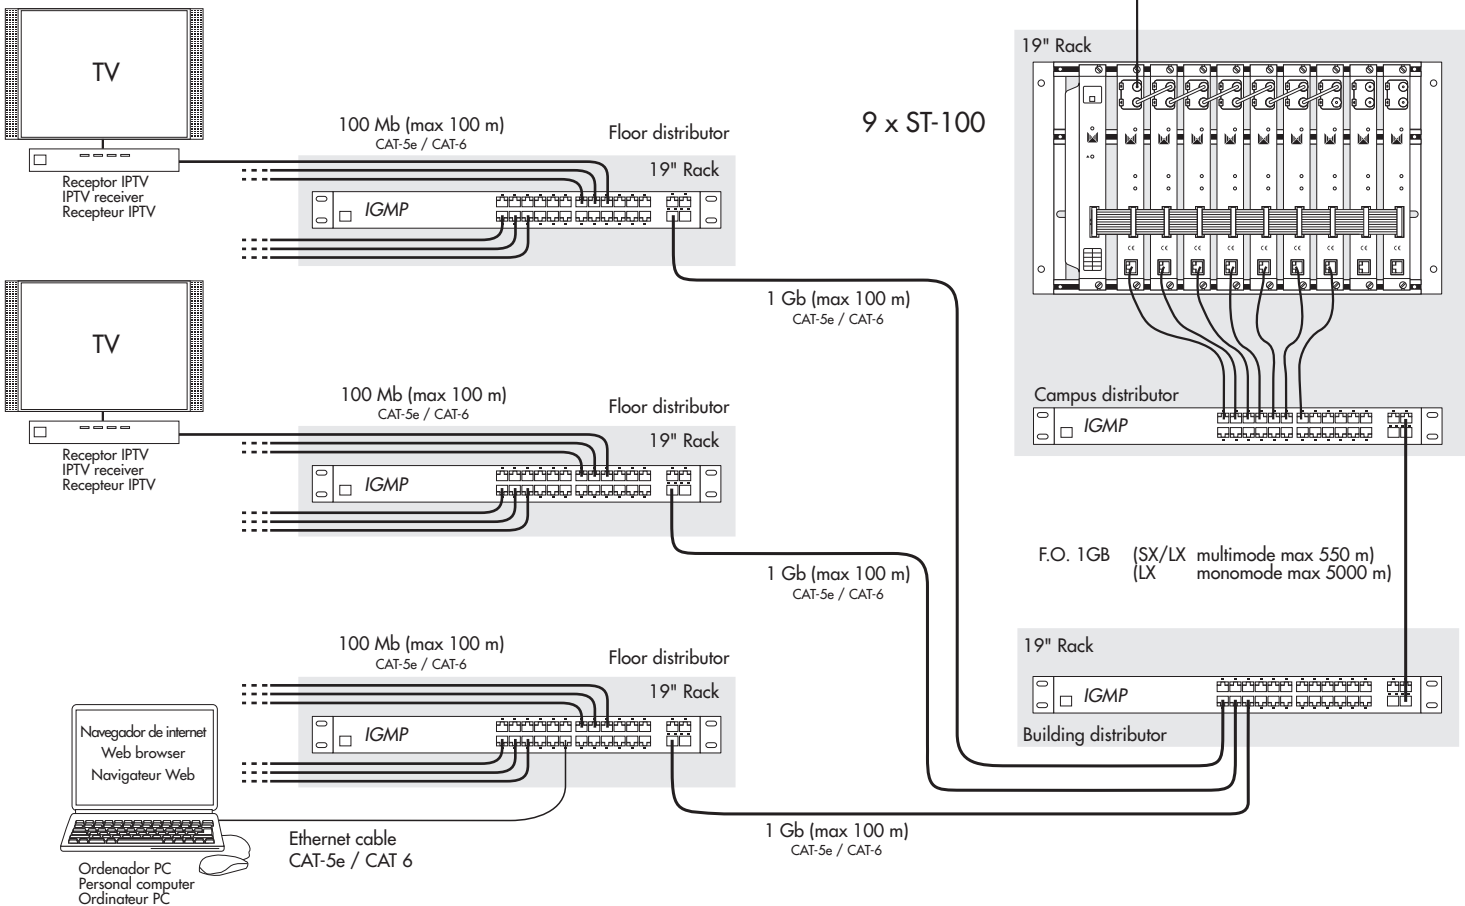 TV
Receptor IPTV
IPTV receiver
Recepteur IPTV
100 Mb (max 100 m)
CAT-5e / CAT-6
Floor distributor
19" Rack
IGMP
1 Gb (max 100 m)
CAT-5e / CAT-6
9 x ST-100
19" Rack
Campus distributor
IGMP
TV
Receptor IPTV
IPTV receiver
Recepteur IPTV
100 Mb (max 100 m)
CAT-5e / CAT-6
Floor distributor
19" Rack
IGMP
1 Gb (max 100 m)
CAT-5e / CAT-6
F.O. 1GB (SX/LX multimode max 550 m)
(LX monomode max 5000 m)
100 Mb (max 100 m)
CAT-5e / CAT-6
Floor distributor
19" Rack
IGMP
19" Rack
IGMP
Building distributor
Navegador de internet
Web browser
Navigateur Web
Ordenador PC
Personal computer
Ordinateur PC
Ethernet cable
CAT-5e / CAT 6
1 Gb (max 100 m)
CAT-5e / CAT-6